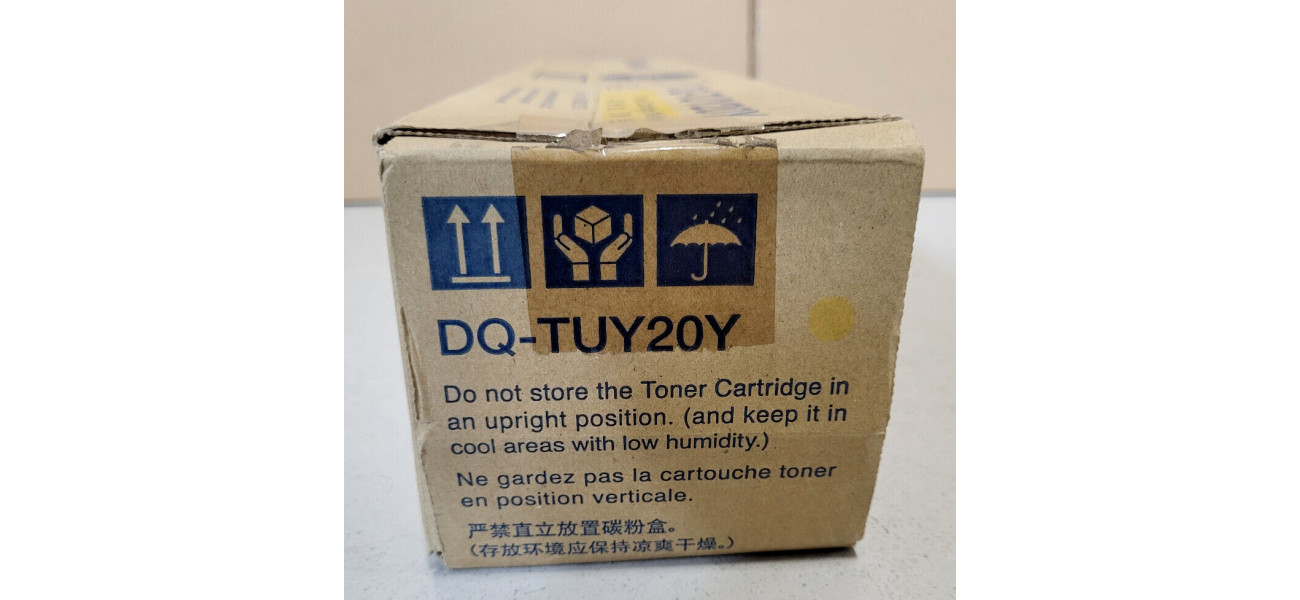 DQ-TUY20Y
Do not store the Toner Cartridge in
an upright position. (and keep it in
cool areas with low humidity.)
Ne gardez pas la cartouche toner
en position verticale.
严禁直立放置碳粉盒。
（存放环境应保持凉爽干燥。）